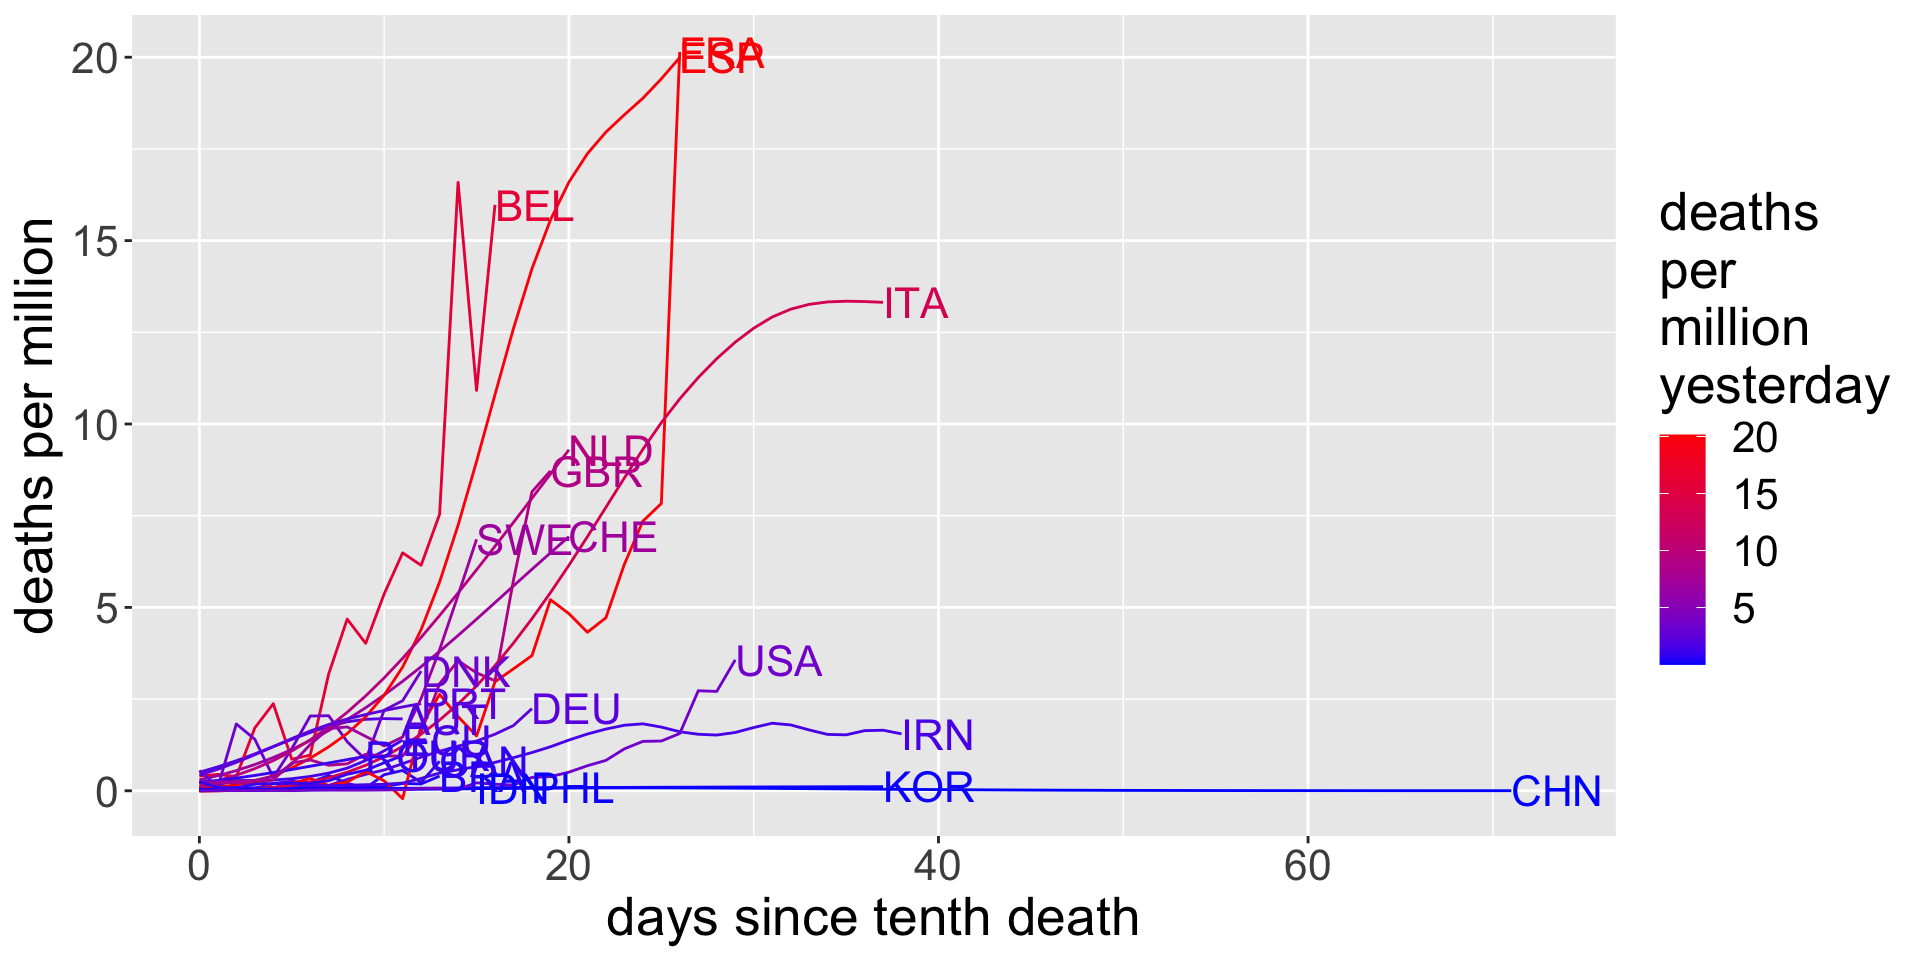 20
15
10
5
0
0
20
40
60
deaths per million
days since tenth death
FRA
ESP
BEL
ITA
NLD
GBR
SWE
CHE
DNK
PRT
AUT
USA
DEU
IRN
KOR
CHN
IDN
PHL
deaths
per
million
yesterday
20
15
10
5